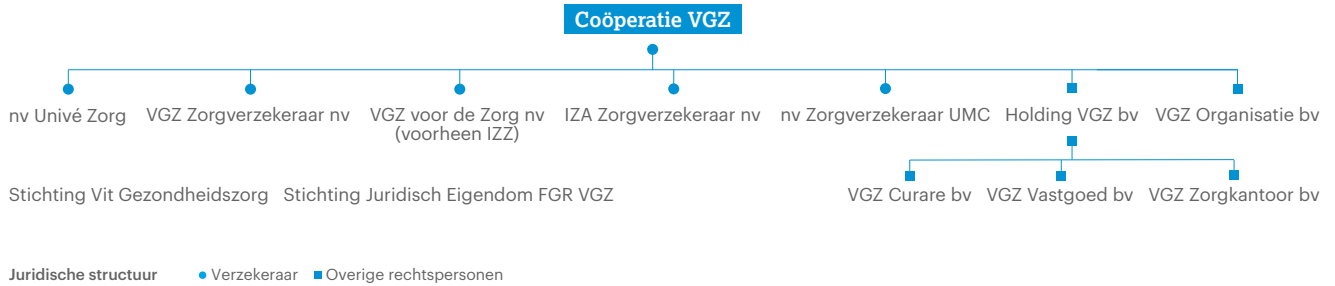 Coöperatie VGZ
nv Univé Zorg
VGZ Zorgverzekeraar nv
VGZ voor de Zorg nv
(voorheen IZZ)
IZA Zorgverzekeraar nv
nv Zorgverzekeraar UMC
Holding VGZ bv
VGZ Organisatie bv
Stichting Vit Gezondheidszorg
Stichting Juridisch Eigendom FGR VGZ
VGZ Curare bv
VGZ Vastgoed bv
VGZ Zorgkantoor bv
Juridische structuur
Verzekeraar
Overige rechtspersonen